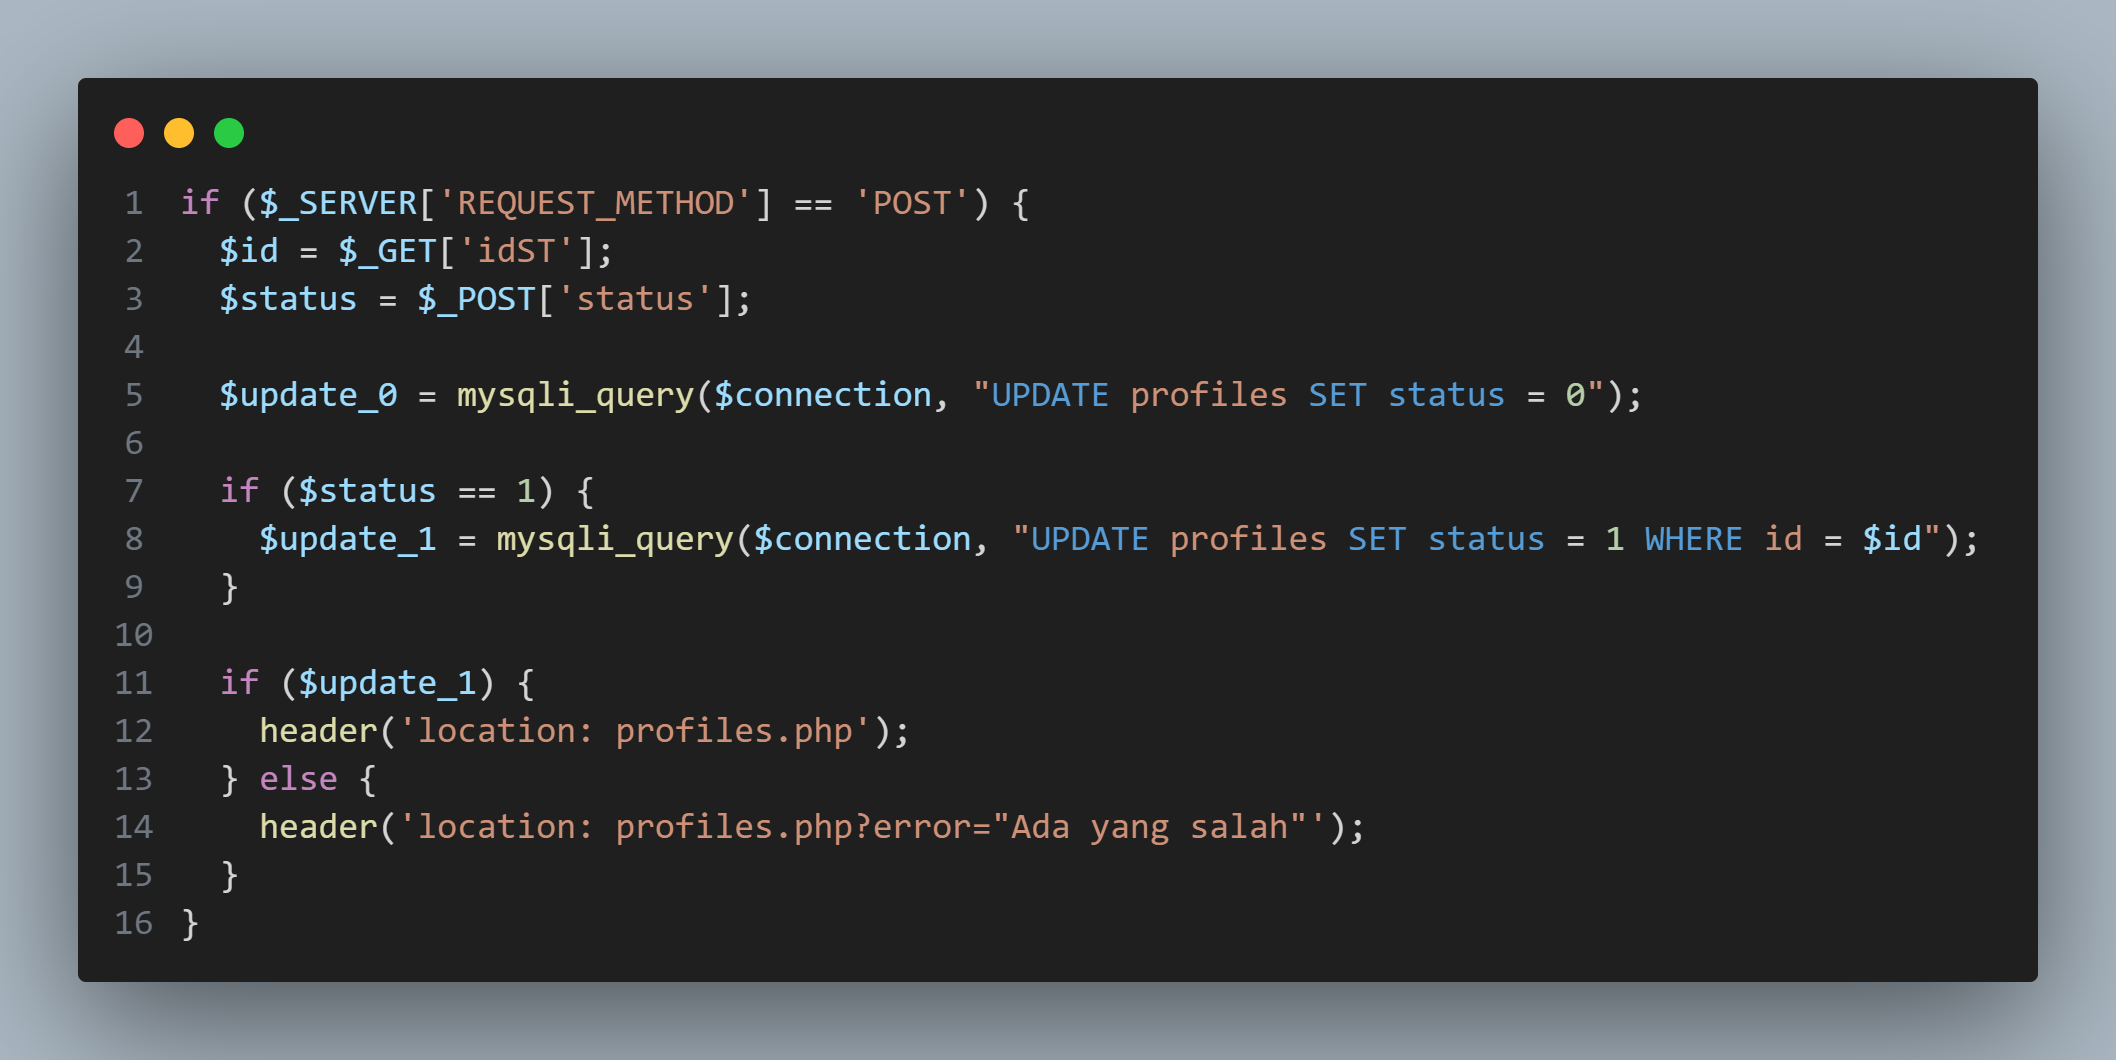 1 if ($_SERVER['REQUEST_METHOD'] == 'POST') {
2   $id = $_GET['idST'];
3   $status = $_POST['status'];
4
5   $update_0 = mysqli_query($connection, "UPDATE profiles SET status = 0");
6
7   if ($status == 1) {
8     $update_1 = mysqli_query($connection, "UPDATE profiles SET status = 1 WHERE id = $id");
9   }
10
11   if ($update_1) {
12     header('location: profiles.php');
13   } else {
14     header('location: profiles.php?error="Ada yang salah"');
15   }
16 }